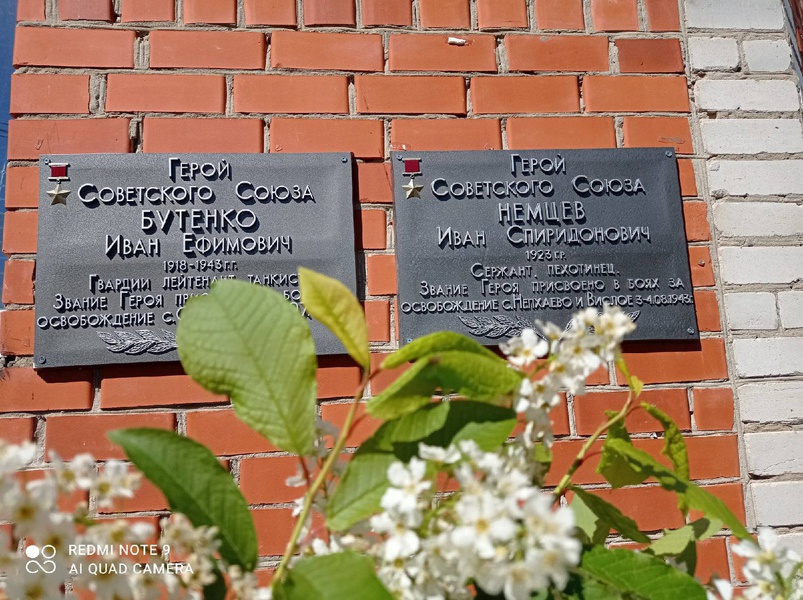 Герой
Советского Союза
БУТЕНКО
Иван Ефимович
1918-1943 гг.
Гвардии лейтенант, танкис
Звание Героя
освобождение с.
Герой
Советского Союза
НЕМЦЕВ
Иван Спиридонович
1923 г.р.
Сержант, пехотинец.
Звание Героя присвоено в боях за
освобождение с.Непхаево и Вислое 3-4.08.1943г.
REDMI NOTE 9
AI QUAD CAMERA